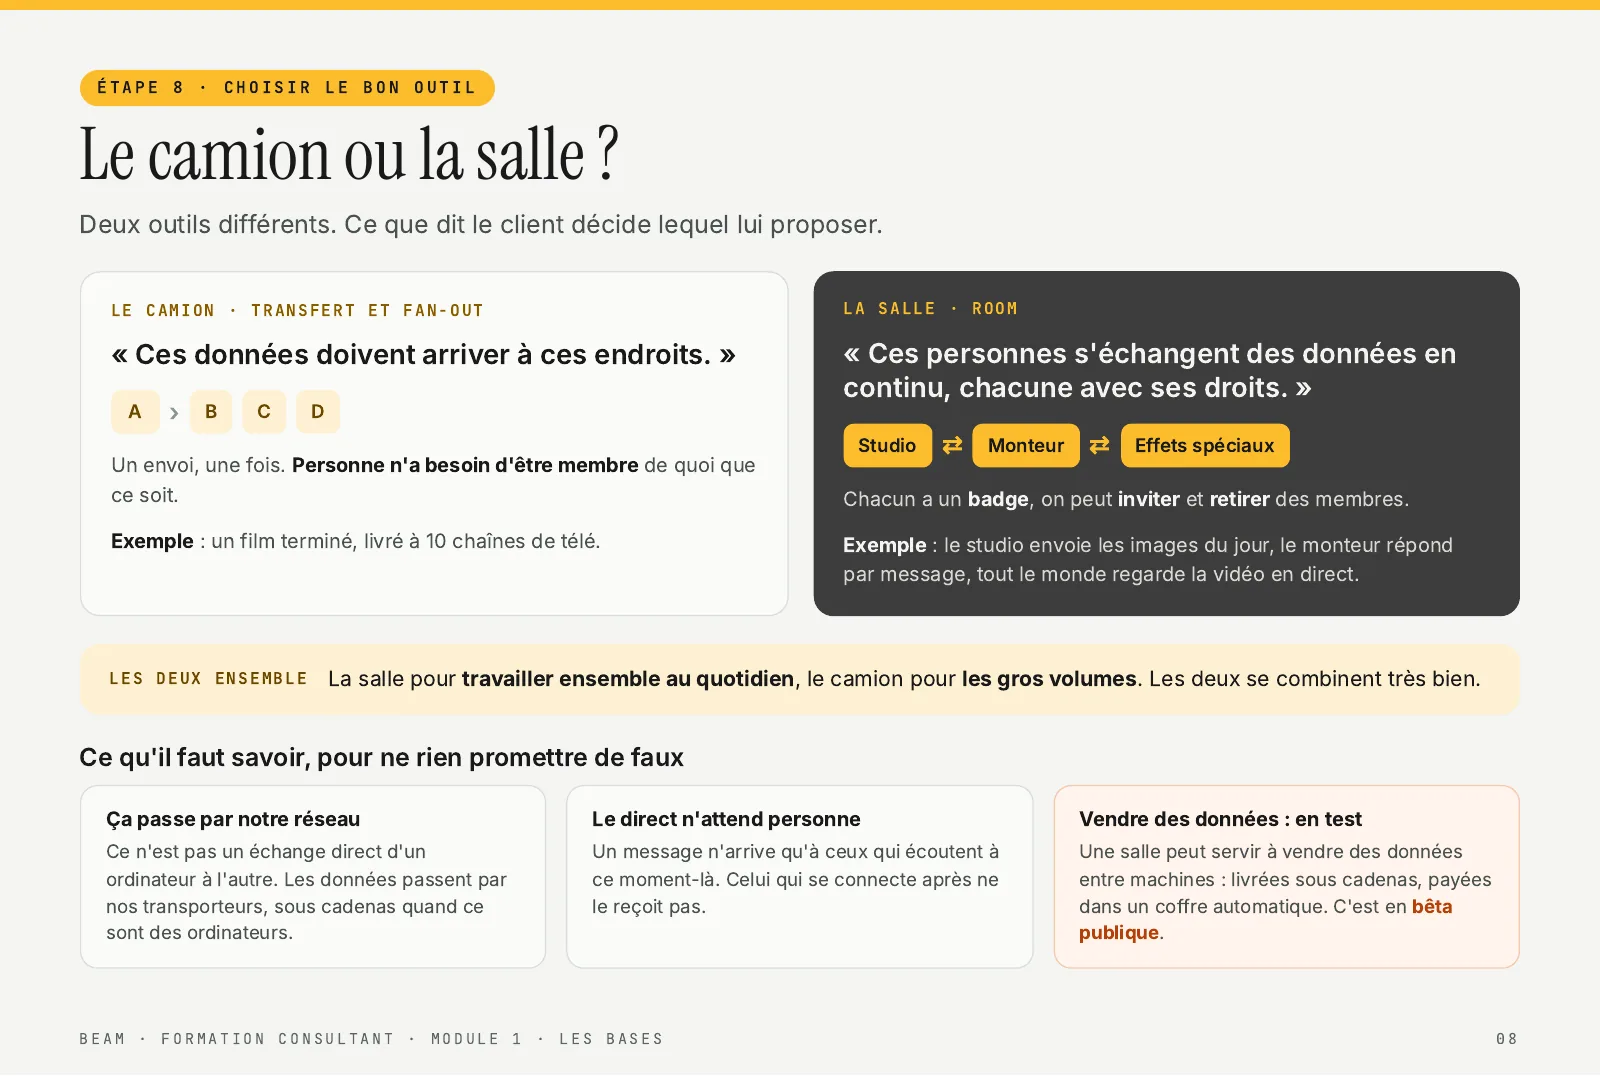 ÉTAPE 8 · CHOISIR LE BON OUTIL
Le camion ou la salle ?
Deux outils différents. Ce que dit le client décide lequel lui proposer.
LE CAMION · TRANSFERT ET FAN-OUT
« Ces données doivent arriver à ces endroits. »
A › B C D
Un envoi, une fois. Personne n'a besoin d'être membre de quoi que
ce soit.
Exemple : un film terminé, livré à 10 chaînes de télé.
LA SALLE · ROOM
« Ces personnes s'échangent des données en
continu, chacune avec ses droits. »
Studio ⇄ Monteur ⇄ Effets spéciaux
Chacun a un badge, on peut inviter et retirer des membres.
Exemple : le studio envoie les images du jour, le monteur répond
par message, tout le monde regarde la vidéo en direct.
LES DEUX ENSEMBLE La salle pour travailler ensemble au quotidien, le camion pour les gros volumes. Les deux se combinent très bien.
Ce qu'il faut savoir, pour ne rien promettre de faux
Ça passe par notre réseau
Ce n'est pas un échange direct d'un
ordinateur à l'autre. Les données passent par
nos transporteurs, sous cadenas quand ce
sont des ordinateurs.
Le direct n'attend personne
Un message n'arrive qu'à ceux qui écoutent à
ce moment-là. Celui qui se connecte après ne
le reçoit pas.
Vendre des données : en test
Une salle peut servir à vendre des données
entre machines : livrées sous cadenas, payées
dans un coffre automatique. C'est en bêta
publique.
BEAM · FORMATION CONSULTANT · MODULE 1 · LES BASES
08